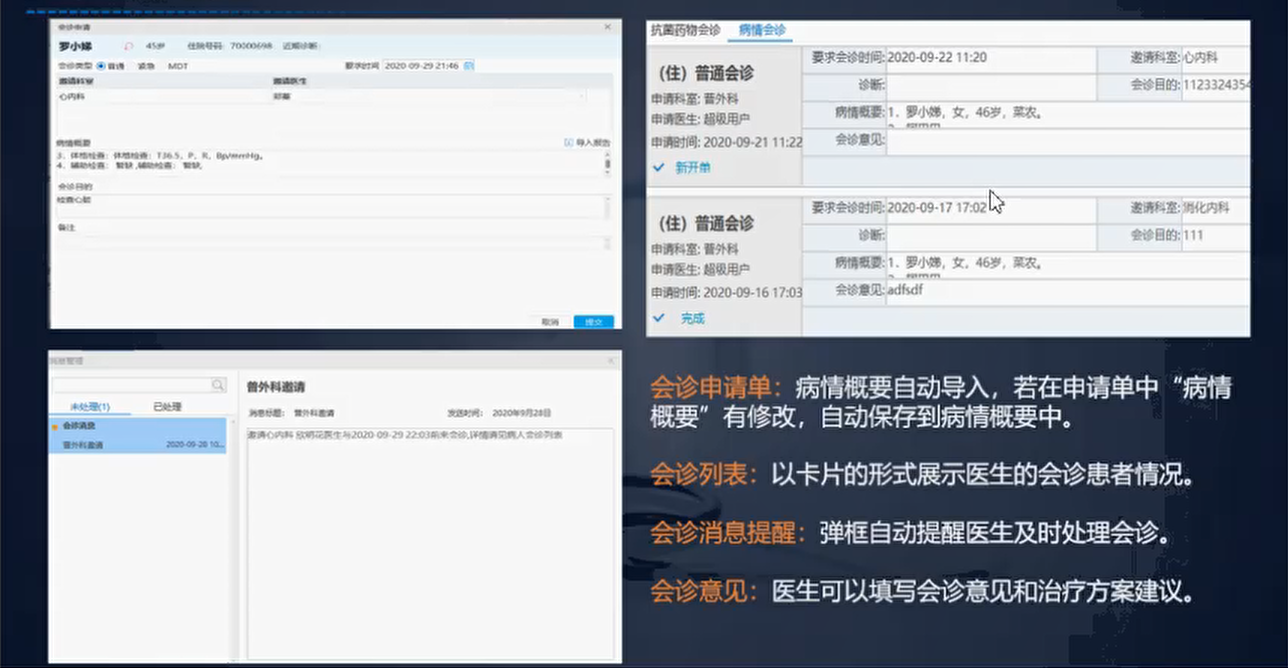 会诊申请
罗小娣 45岁 住院号码: 70000698 近期诊断:
会诊类型 普通 紧急 MDT 要求时间 2020-09-29 21:46
邀请科室 邀请医生
心内科
病情概要 导入报告
3、体格检查: 体格检查: T36.5, P, R, Bp/mmHg。
4、辅助检查: 暂缺,辅助检查: 暂缺,
会诊目的
检查心脏
备注
取消 提交
抗菌药物会诊 病情会诊
(住) 普通会诊
申请科室: 普外科
申请医生: 超级用户
申请时间: 2020-09-21 11:22
新开单
要求会诊时间: 2020-09-22 11:20 邀请科室: 心内科
诊断: 会诊目的: 1123324354
病情概要: 1、罗小娣, 女, 46岁, 菜农。
会诊意见:
(住) 普通会诊
申请科室: 普外科
申请医生: 超级用户
申请时间: 2020-09-16 17:03
完成
要求会诊时间: 2020-09-17 17:02 邀请科室: 消化内科
诊断: 会诊目的: 111
病情概要: 1、罗小娣, 女, 46岁, 菜农。
会诊意见: adfsdf
消息管理
未处理(1) 已处理
会诊消息
普外科邀请 2020-09-28 10...
普外科邀请
消息标题: 普外科邀请 发送时间: 2020年9月28日
邀请心内科 欣明花医生与2020-09-29 22:03前来会诊,详情请见病人会诊列表
会诊申请单：病情概要自动导入，若在申请单中“病情
概要”有修改，自动保存到病情概要中。
会诊列表：以卡片的形式展示医生的会诊患者情况。
会诊消息提醒：弹框自动提醒医生及时处理会诊。
会诊意见：医生可以填写会诊意见和治疗方案建议。